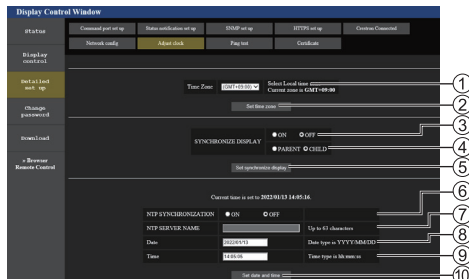 Display Control Window
Status
Command port set up
Status notification set up
SNMP set up
HTTPS set up
Crestron Connected
Network config
Adjust clock
Ping test
Certificate
Display
control
Detailed
set up
Change
password
Download
» Browser
Remote Control
Time Zone
(GMT+09:00)
Select Local time
Current zone is GMT+09:00
1
Set time zone
2
SYNCHRONIZE DISPLAY
ON OFF
3
PARENT CHILD
4
Set synchronize display
5
Current time is set to 2022/01/13 14:05:16.
NTP SYNCHRONIZATION
ON OFF
6
NTP SERVER NAME
Up to 63 characters
7
Date
2022/01/13
Date type is YYYY/MM/DD
8
Time
14:05:05
Time type is hh:mm:ss
9
Set date and time
10